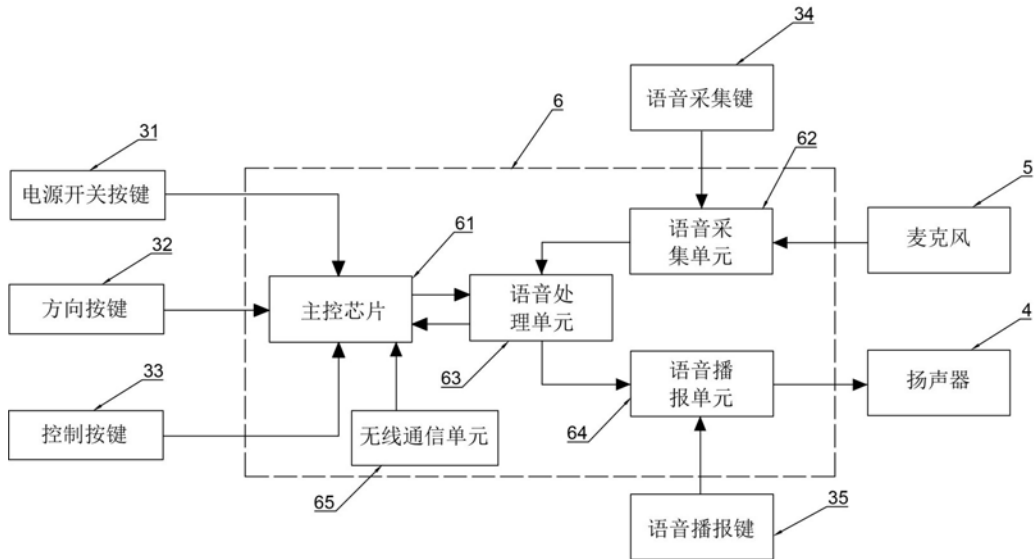 34
语音采集键
6
31
62
5
电源开关按键
语音采
集单元
麦克风
32
61
方向按键
主控芯片
语音处
理单元
4
33
63
语音播
报单元
扬声器
控制按键
64
无线通信单元
65
语音播报键
35